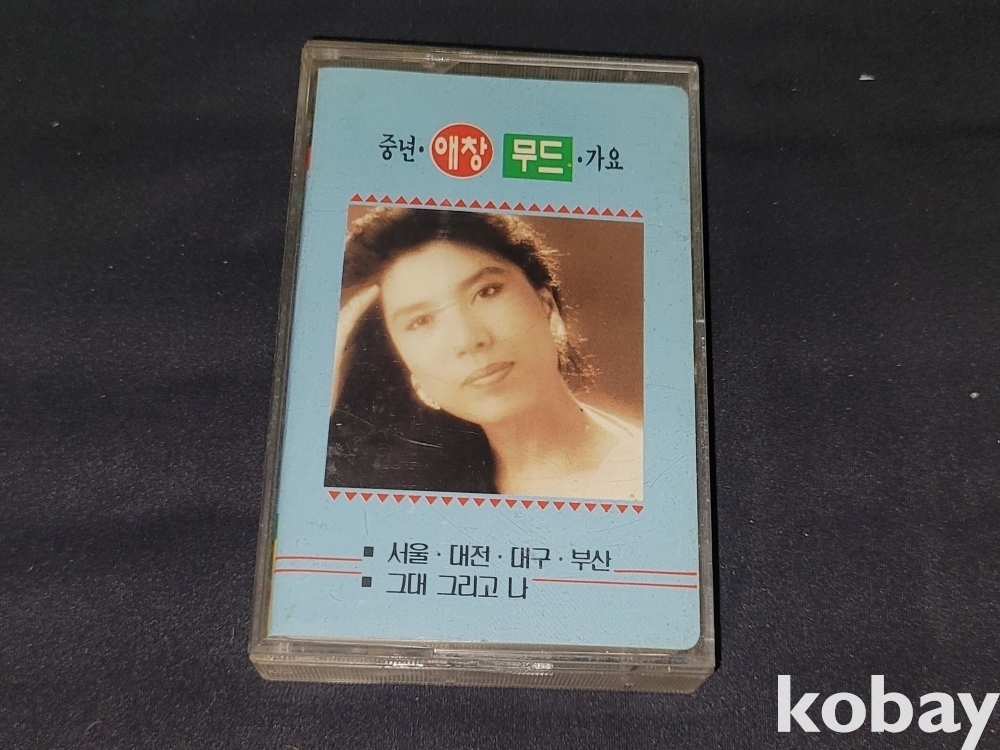 중년·애창 무드·가요
■ 서울·대전·대구·부산
■ 그대 그리고 나
kobay